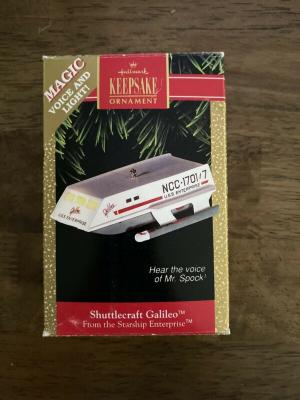 MAGIC
VOICE AND
LIGHT!
Hallmark
KEEPSAKE
ORNAMENT
NCC-1701/7
U.S.S. ENTERPRISE
Galileo
U.S.S. ENTERPRISE
Hear the voice
of Mr. Spock!
Shuttlecraft Galileo™
From the Starship Enterprise™